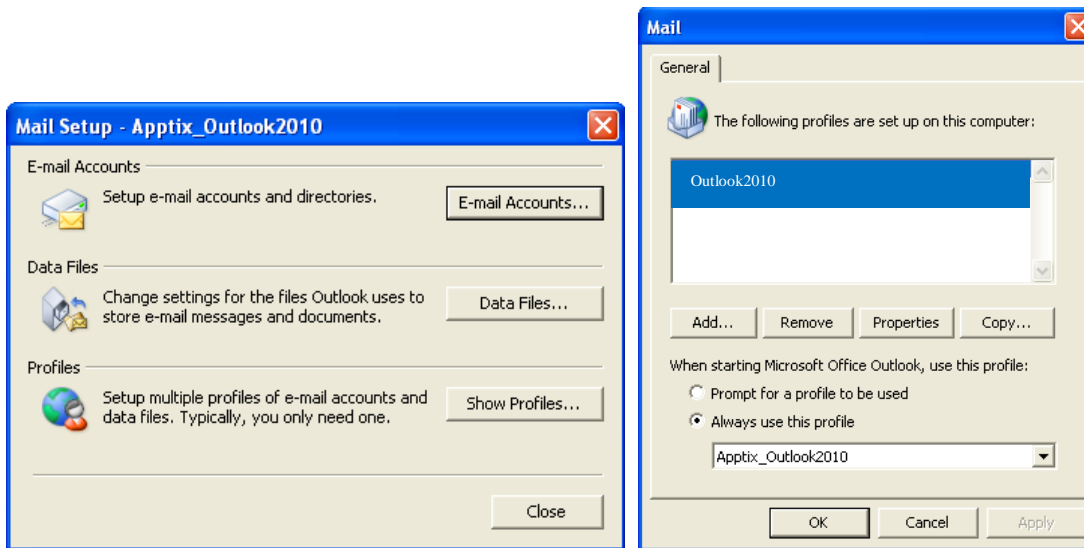 Mail Setup - Apptix_Outlook2010
E-mail Accounts
Setup e-mail accounts and directories.
E-mail Accounts...
Data Files
Change settings for the files Outlook uses to
store e-mail messages and documents.
Data Files...
Profiles
Setup multiple profiles of e-mail accounts and
data files. Typically, you only need one.
Show Profiles...
Close
Mail
General
The following profiles are set up on this computer:
Outlook2010
Add...
Remove
Properties
Copy...
When starting Microsoft Office Outlook, use this profile:
Prompt for a profile to be used
Always use this profile
Apptix_Outlook2010
OK
Cancel
Apply